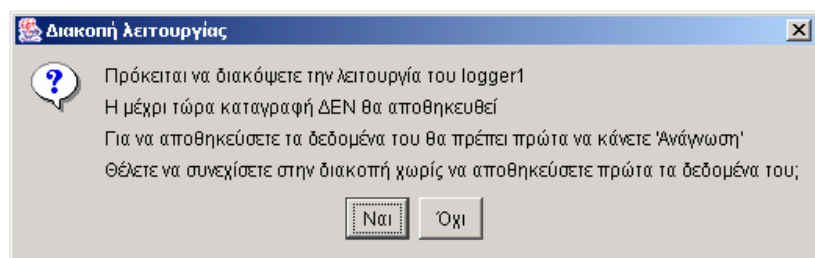 Διακοπή λειτουργίας
Πρόκειται να διακόψετε την λειτουργία του logger1
Η μέχρι τώρα καταγραφή ΔΕΝ θα αποθηκευθεί
Για να αποθηκεύσετε τα δεδομένα του θα πρέπει πρώτα να κάνετε 'Ανάγνωση'
Θέλετε να συνεχίσετε στην διακοπή χωρίς να αποθηκεύσετε πρώτα τα δεδομένα του;
Ναι Όχι